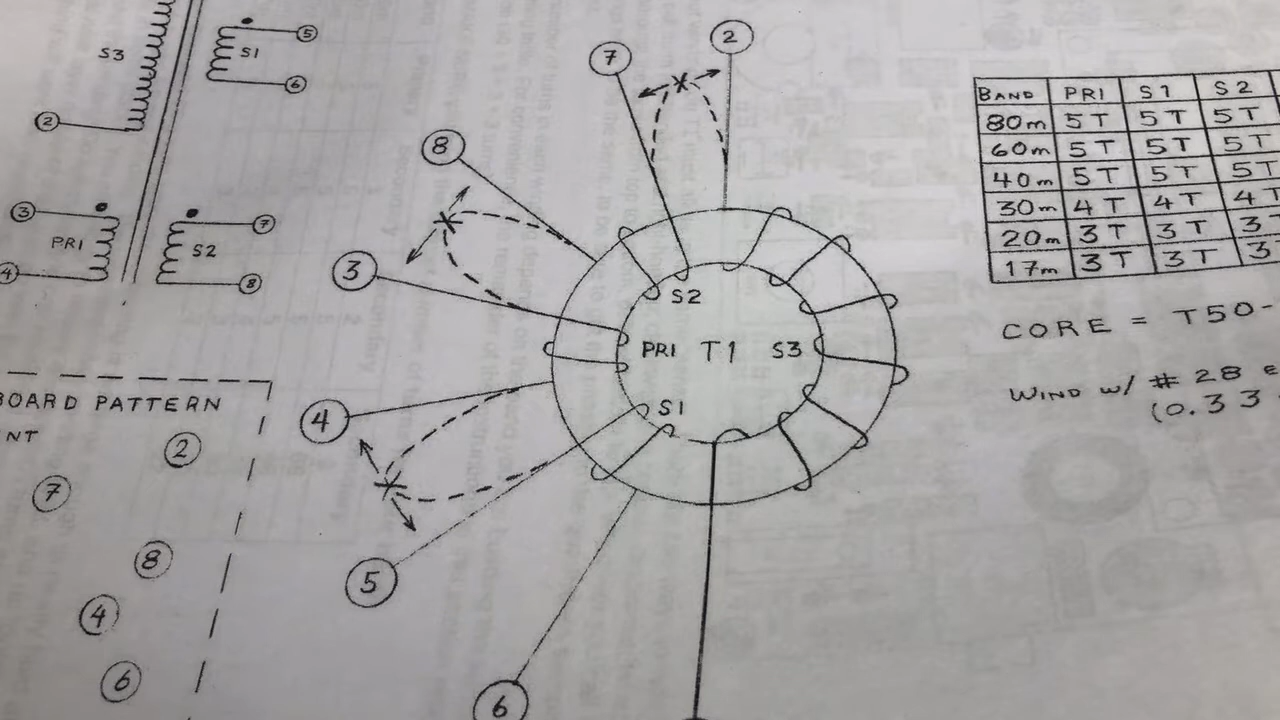 S3
S1
5
6
2
3
PRI
4
7
S2
8
BOARD PATTERN
NT
2
7
8
4
6
2
7
8
3
4
5
6
S2
PRI T1 S3
S1
BAND PRI S1 S2
80m 5T 5T 5T
60m 5T 5T 5T
40m 5T 5T 5T
30m 4T 4T 4T
20m 3T 3T 3
17m 3T 3T 3
CORE = T50-
WIND W/ # 28 E
(0.33